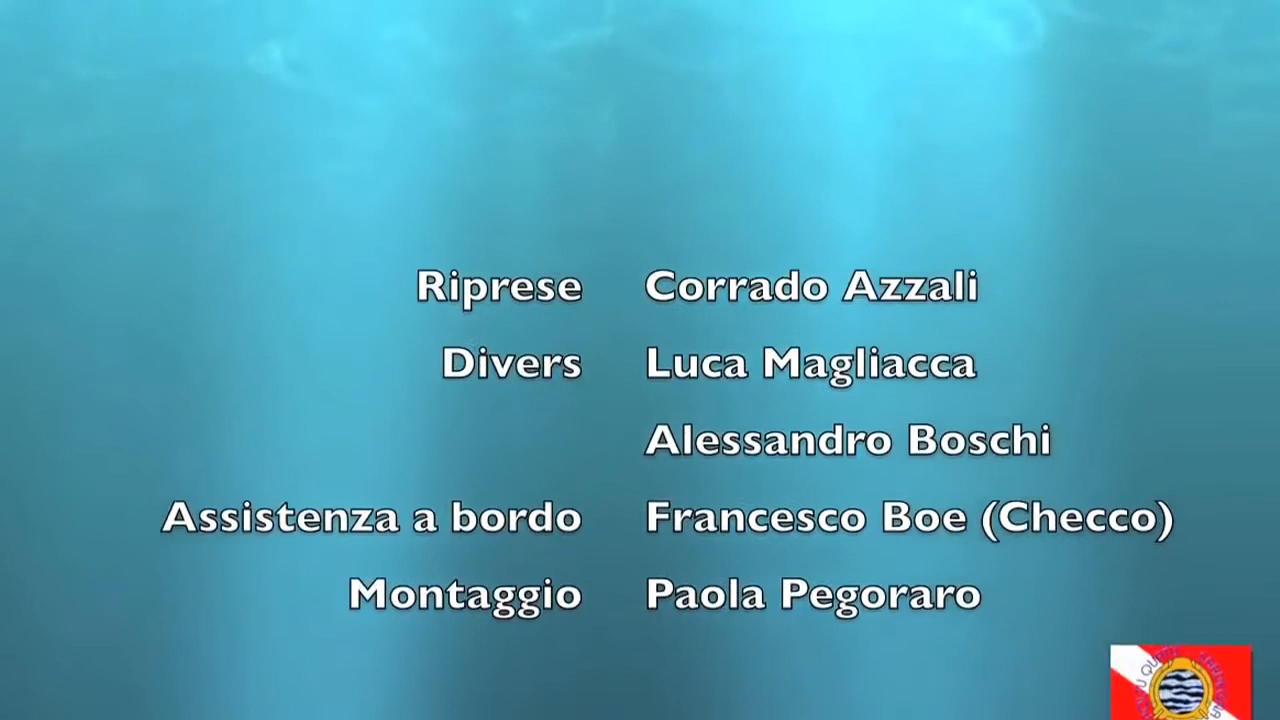 Riprese Corrado Azzali
Divers Luca Magliacca
Alessandro Boschi
Assistenza a bordo Francesco Boe (Checco)
Montaggio Paola Pegoraro